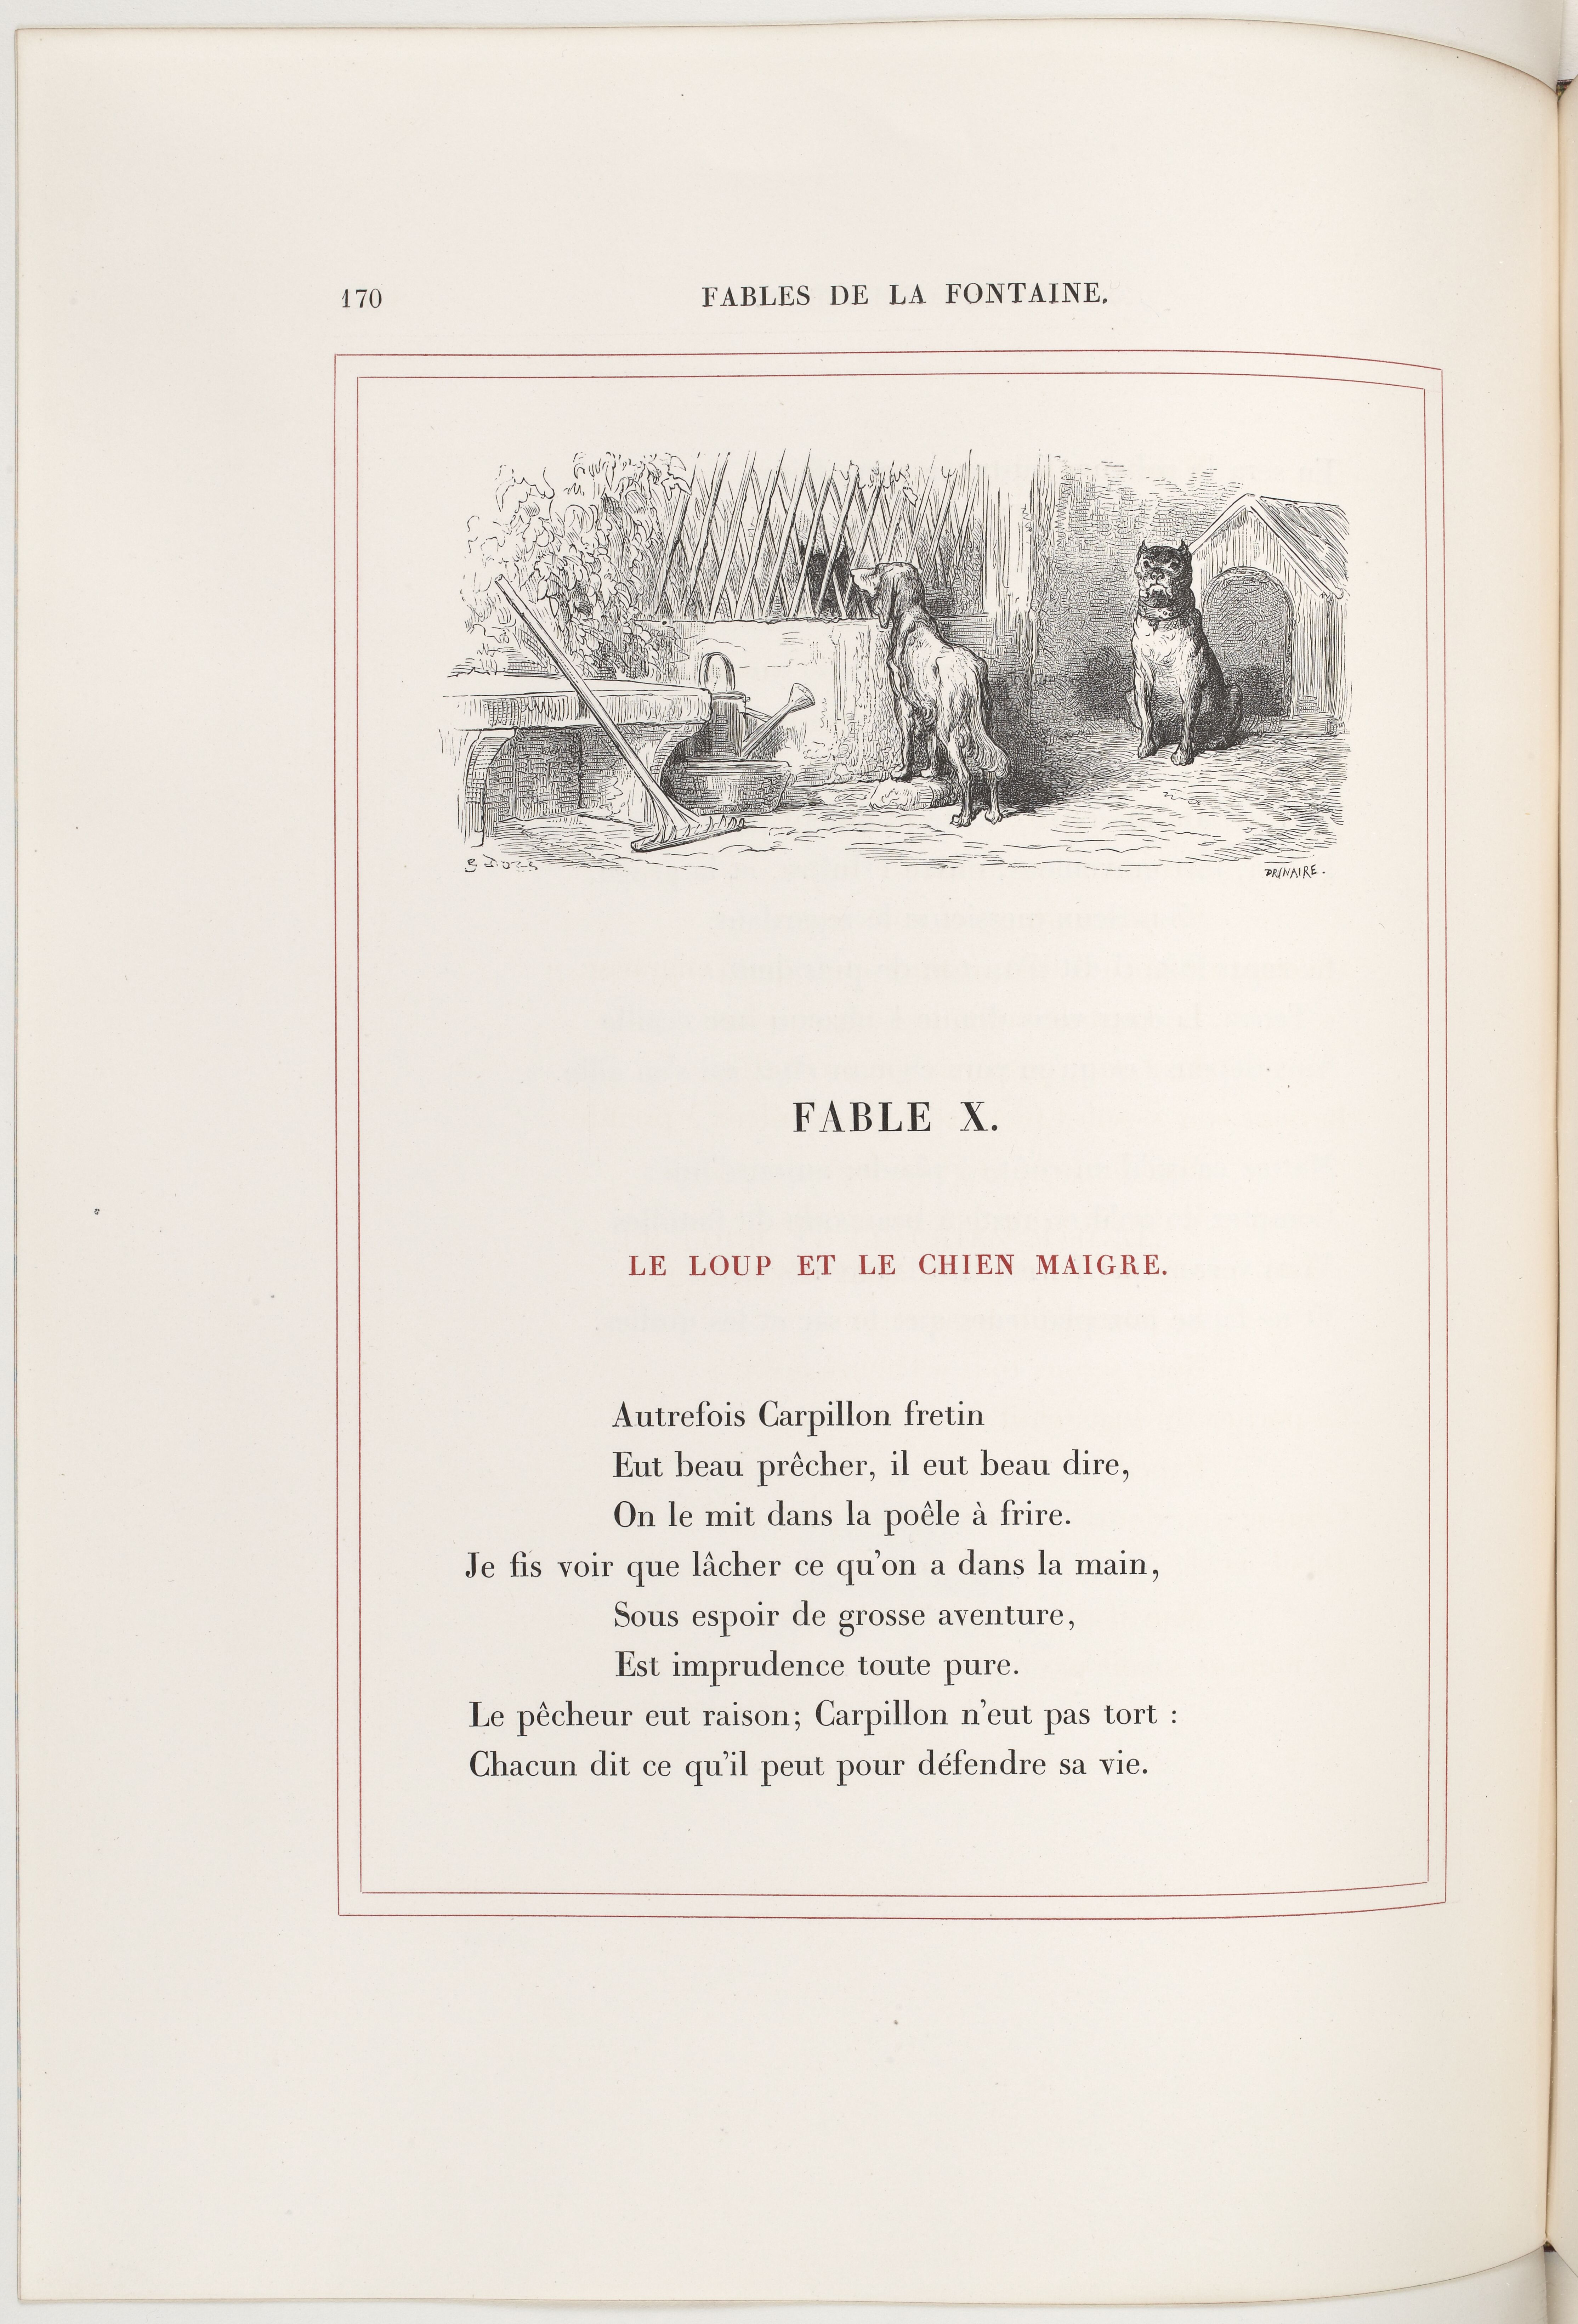 170
FABLES DE LA FONTAINE.
G DORÉ
FABLE X.
LE LOUP ET LE CHIEN MAIGRE.
Autrefois Carpillon fretin
Eut beau prêcher, il eut beau dire,
On le mit dans la poêle à frire.
Je fis voir que lâcher ce qu'on a dans la main,
Sous espoir de grosse aventure,
Est imprudence toute pure.
Le pêcheur eut raison; Carpillon n'eut pas tort :
Chacun dit ce qu'il peut pour défendre sa vie.